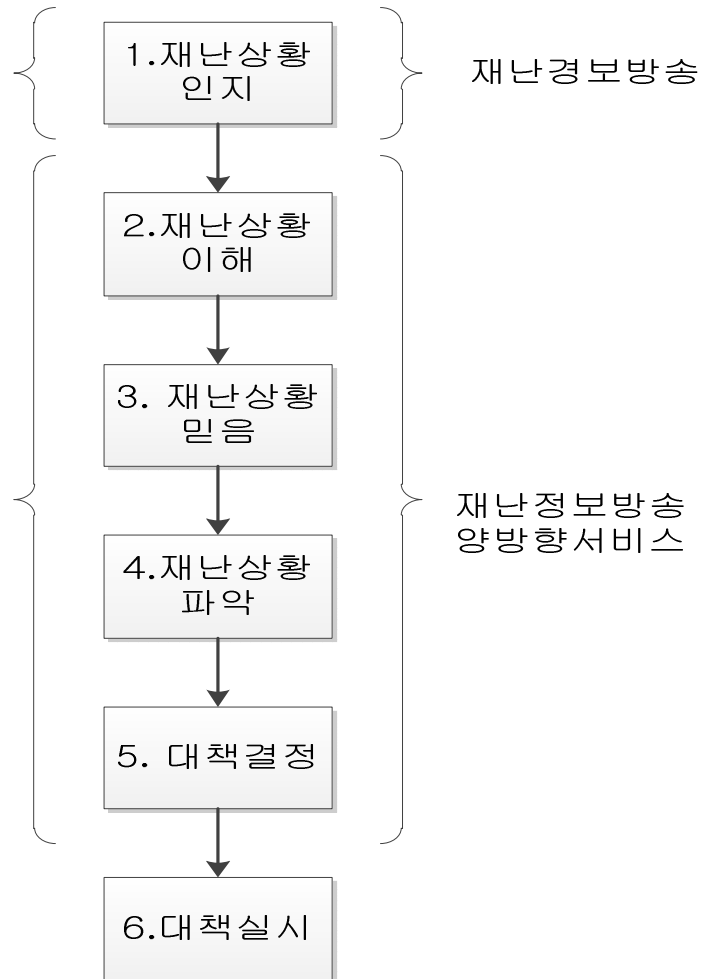 1.재난상황
인지
재난경보방송
2.재난상황
이해
3. 재난상황
믿음
4.재난상황
파악
재난정보방송
양방향서비스
5. 대책결정
6.대책실시